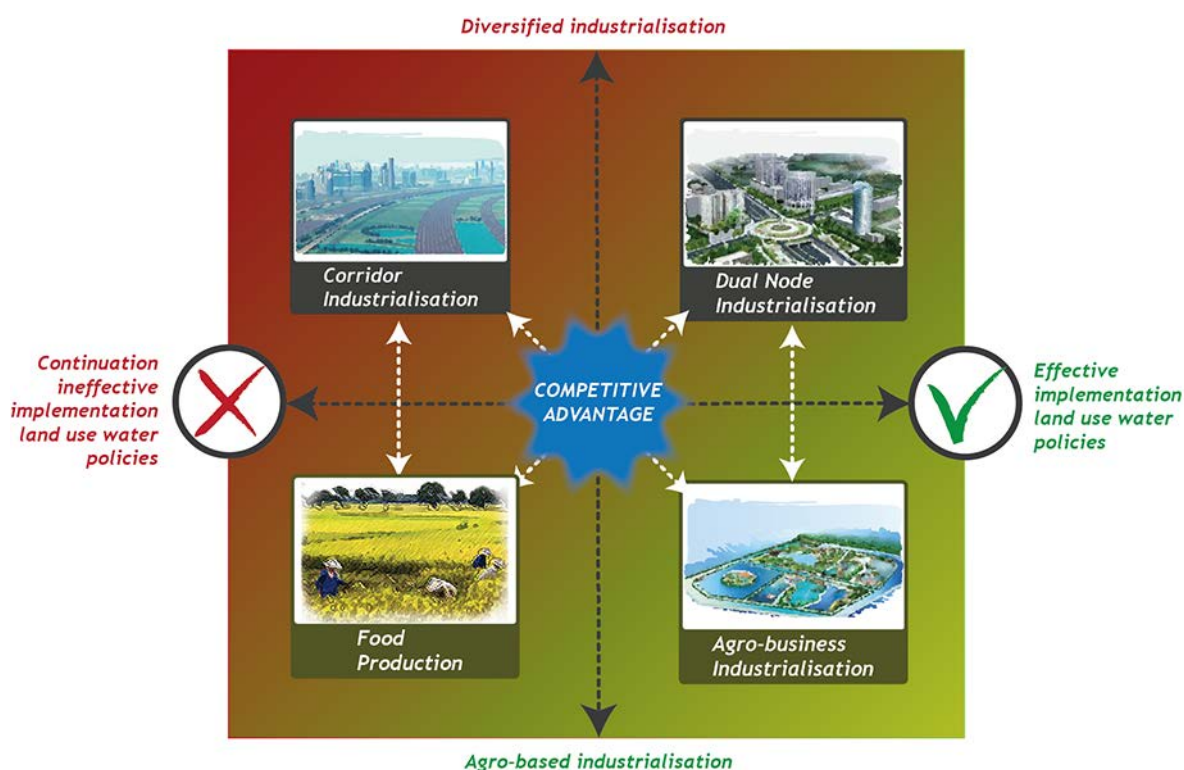 Diversified industrialisation
Corridor
Industrialisation
Dual Node
Industrialisation
Continuation
ineffective
implementation
land use water
policies
COMPETITIVE
ADVANTAGE
Effective
implementation
land use water
policies
Food
Production
Agro-business
Industrialisation
Agro-based industrialisation